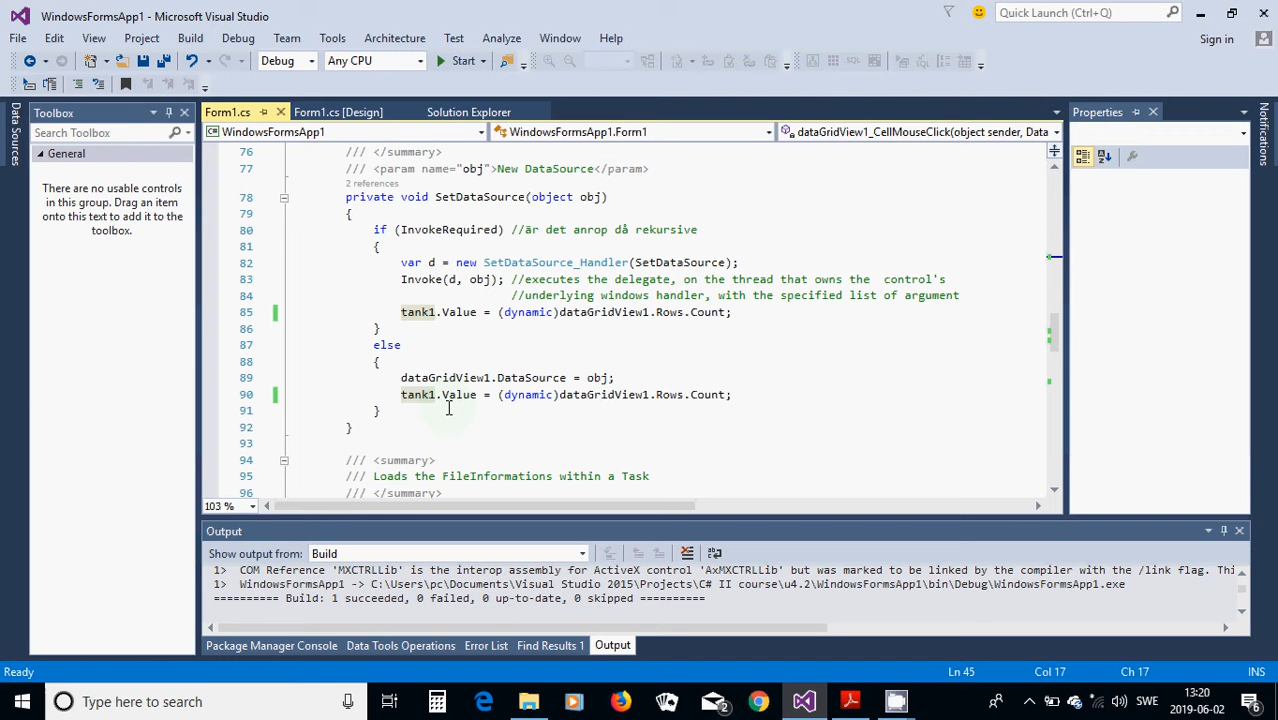 WindowsFormsApp1 - Microsoft Visual Studio
Quick Launch (Ctrl+Q)
File Edit View Project Build Debug Team Tools Architecture Test Analyze Window Help
Sign in
Debug Any CPU Start
Toolbox
Form1.cs Form1.cs [Design] Solution Explorer
Properties
Search Toolbox
WindowsFormsApp1 WindowsFormsApp1.Form1 dataGridView1_CellMouseClick(object sender, Data
Data Sources
Notifications
General
There are no usable controls
in this group. Drag an item
onto this text to add it to the
toolbox.
76 /// </summary>
77 /// <param name="obj">New DataSource</param>
2 references
78 private void SetDataSource(object obj)
79 {
80 if (InvokeRequired) //är det anrop då rekursive
81 {
82 var d = new SetDataSource_Handler(SetDataSource);
83 Invoke(d, obj); //executes the delegate, on the thread that owns the control's
84 //underlying windows handler, with the specified list of argument
85 tank1.Value = (dynamic)dataGridView1.Rows.Count;
86 }
87 else
88 {
89 dataGridView1.DataSource = obj;
90 tank1.Value = (dynamic)dataGridView1.Rows.Count;
91 }
92 }
93
94 /// <summary>
95 /// Loads the FileInformations within a Task
96 /// </summary>
103 %
Output
Show output from: Build
1> COM Reference 'MXCTRLLib' is the interop assembly for ActiveX control 'AxMXCTRLLib' but was marked to be linked by the compiler with the /link flag. Thi
1> WindowsFormsApp1 -> C:\Users\pc\Documents\Visual Studio 2015\Projects\C# II course\u4.2\WindowsFormsApp1\bin\Debug\WindowsFormsApp1.exe
========== Build: 1 succeeded, 0 failed, 0 up-to-date, 0 skipped ==========
Package Manager Console Data Tools Operations Error List Find Results 1 Output
Ready Ln 45 Col 17 Ch 17 INS
Type here to search
2
SWE
13:20
2019-06-02
6